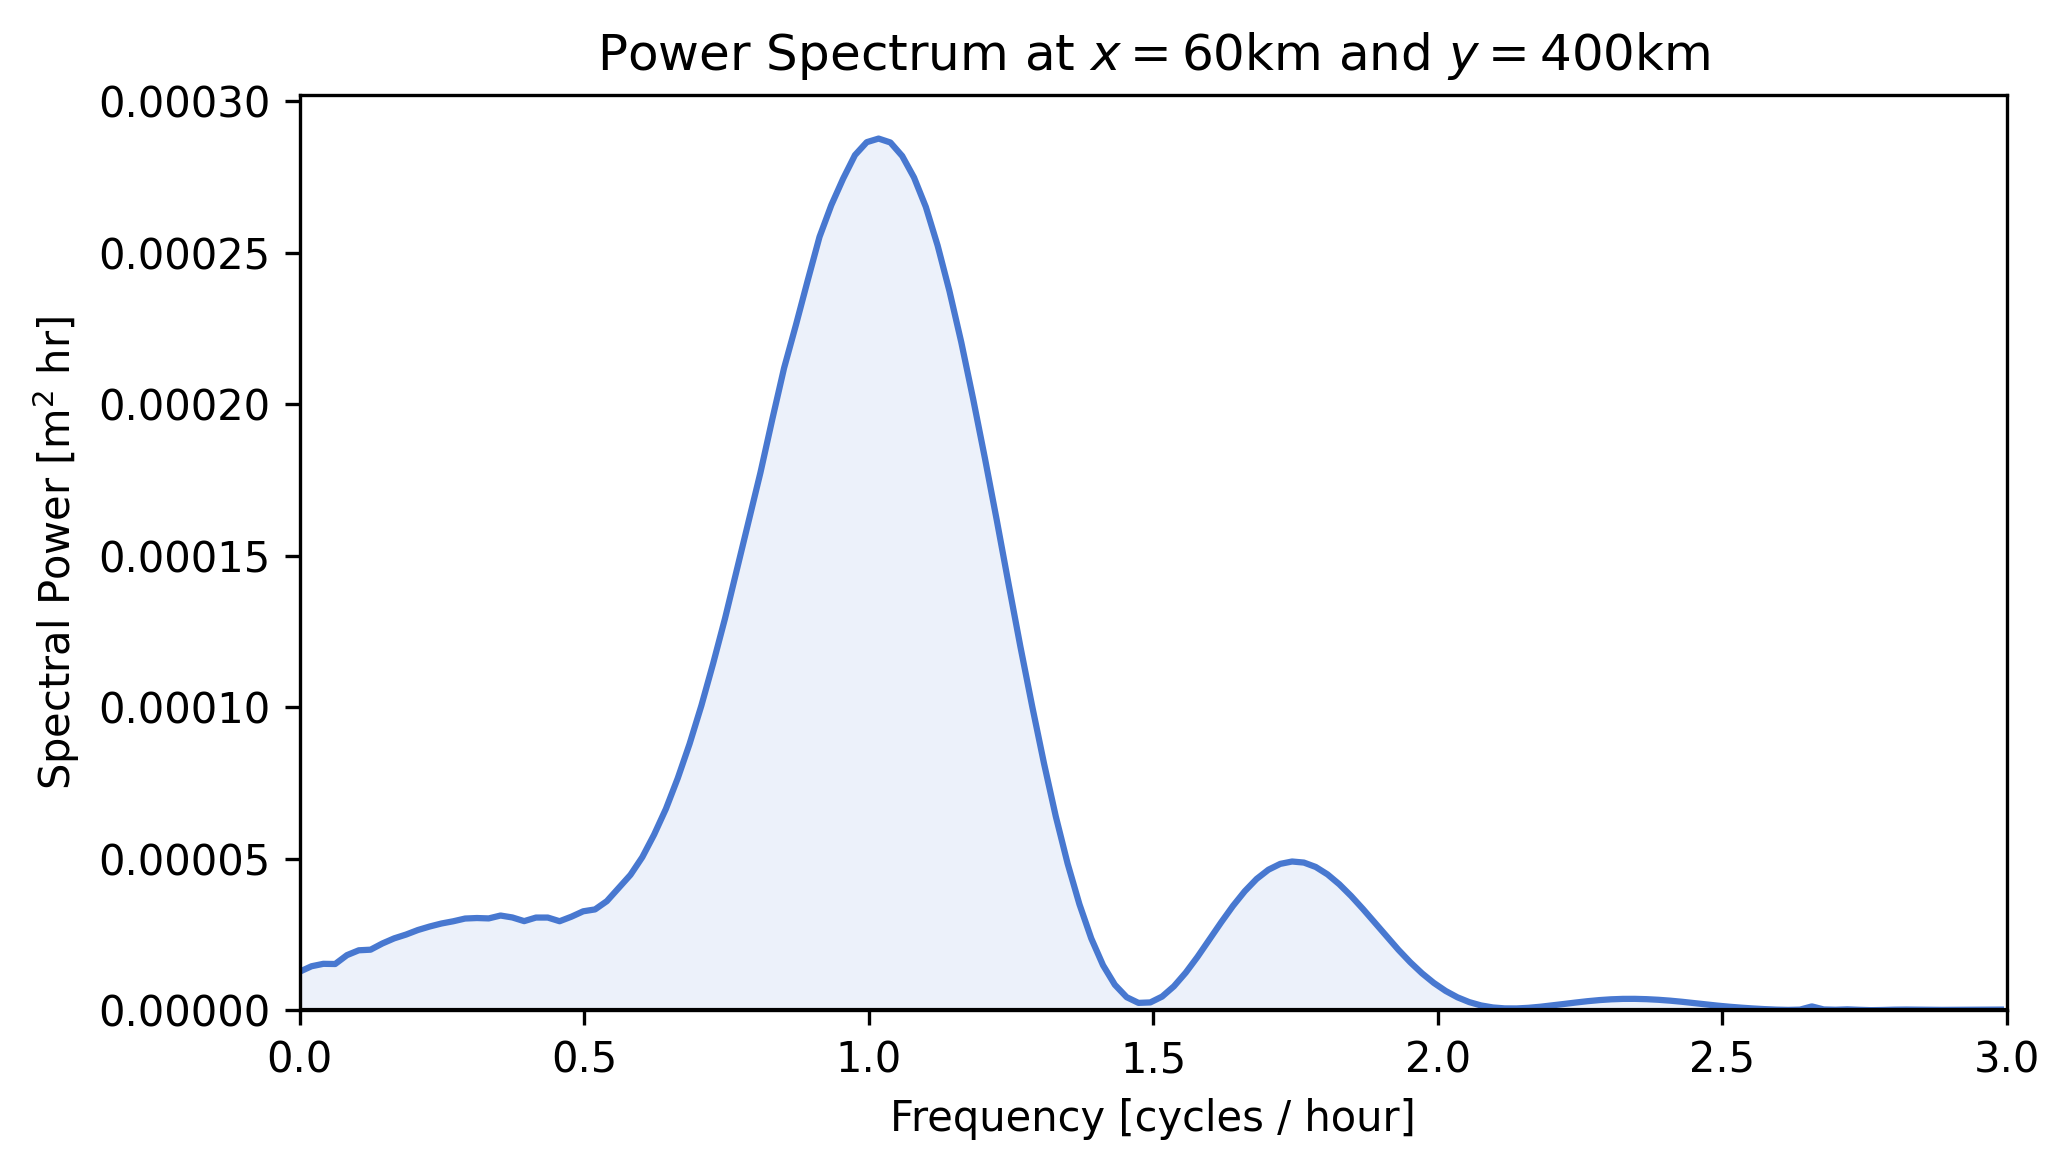 Power Spectrum at x = 60km and y = 400km
0.00030
0.00025
0.00020
0.00015
0.00010
0.00005
0.00000
Spectral Power [m² hr]
0.0 0.5 1.0 1.5 2.0 2.5 3.0
Frequency [cycles / hour]